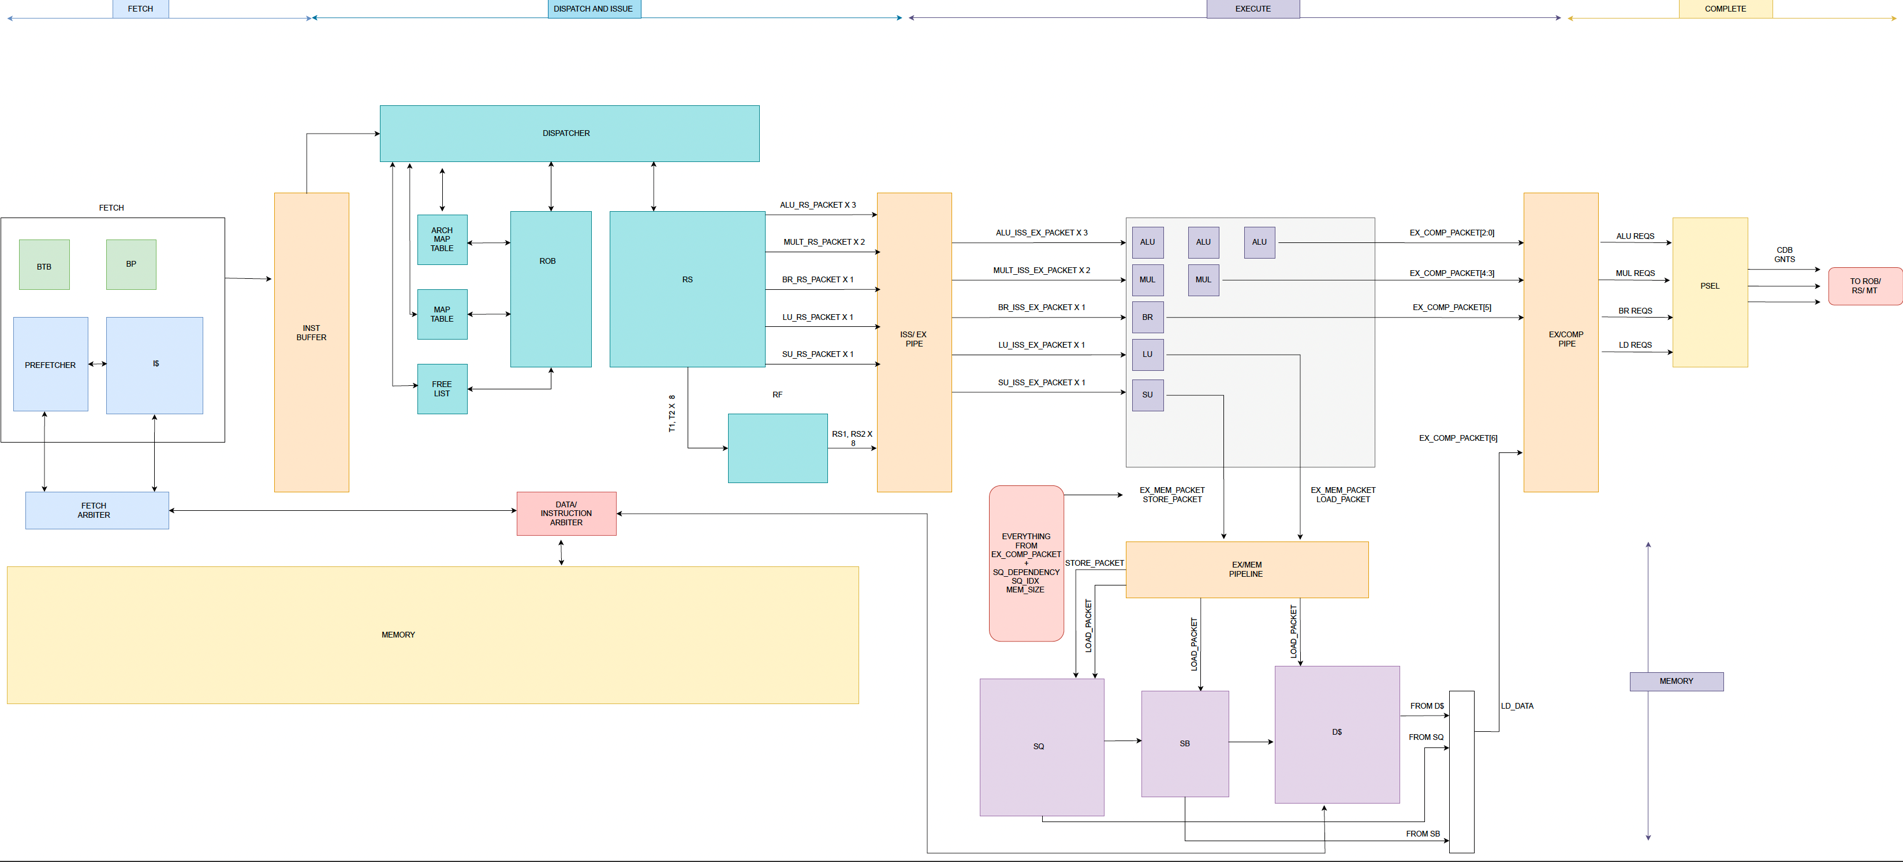 FETCH
DISPATCH AND ISSUE
EXECUTE
COMPLETE
DISPATCHER
FETCH
BTB
BP
PREFETCHER
I$
INST
BUFFER
ARCH
MAP
TABLE
MAP
TABLE
FREE
LIST
ROB
RS
ALU_RS_PACKET X 3
MULT_RS_PACKET X 2
BR_RS_PACKET X 1
LU_RS_PACKET X 1
SU_RS_PACKET X 1
T1, T2 X 8
RF
RS1, RS2 X
8
ISS/ EX
PIPE
ALU_ISS_EX_PACKET X 3
MULT_ISS_EX_PACKET X 2
BR_ISS_EX_PACKET X 1
LU_ISS_EX_PACKET X 1
SU_ISS_EX_PACKET X 1
ALU
ALU
ALU
MUL
MUL
BR
LU
SU
EX_COMP_PACKET[2:0]
EX_COMP_PACKET[4:3]
EX_COMP_PACKET[5]
EX_COMP_PACKET[6]
EX/COMP
PIPE
ALU REQS
MUL REQS
BR REQS
LD REQS
PSEL
CDB
GNTS
TO ROB/
RS/ MT
FETCH
ARBITER
DATA/
INSTRUCTION
ARBITER
MEMORY
EVERYTHING
FROM
EX_COMP_PACKET
+
SQ_DEPENDENCY
SQ_IDX
MEM_SIZE
EX_MEM_PACKET
STORE_PACKET
EX_MEM_PACKET
LOAD_PACKET
EX/MEM
PIPELINE
STORE_PACKET
LOAD_PACKET
LOAD_PACKET
LOAD_PACKET
SQ
SB
D$
FROM D$
FROM SQ
FROM SB
LD_DATA
MEMORY